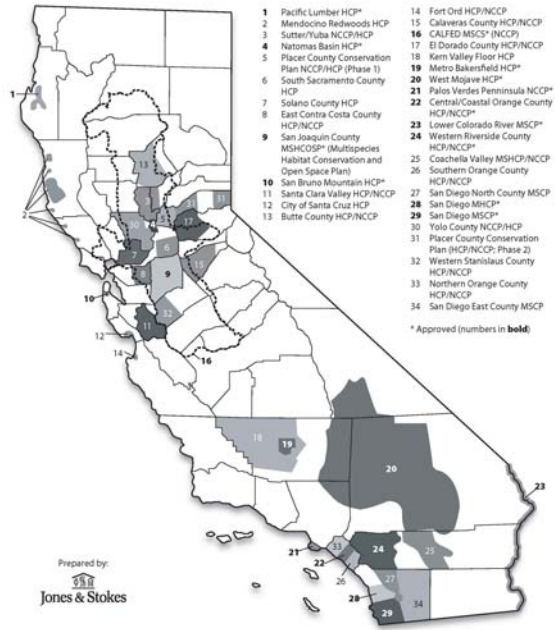 1 Pacific Lumber HCP*
2 Mendocino Redwoods HCP
3 Sutter/Yuba NCCP/HCP
4 Natomas Basin HCP*
5 Placer County Conservation
Plan NCCP/HCP (Phase 1)
6 South Sacramento County
HCP
7 Solano County HCP
8 East Contra Costa County
HCP/NCCP
9 San Joaquin County
MSHCOSP* (Multispecies
Habitat Conservation and
Open Space Plan)
10 San Bruno Mountain HCP*
11 Santa Clara Valley HCP/NCCP
12 City of Santa Cruz HCP
13 Butte County HCP/NCCP
14 Fort Ord HCP/NCCP
15 Calaveras County HCP/NCCP
16 CALFED MSCS* (NCCP)
17 El Dorado County HCP/NCCP
18 Kern Valley Floor HCP
19 Metro Bakersfield HCP*
20 West Mojave HCP*
21 Palos Verdes Penninsula NCCP*
22 Central/Coastal Orange County
HCP/NCCP*
23 Lower Colorado River MSCP*
24 Western Riverside County
HCP/NCCP*
25 Coachella Valley MSHCP/NCCP
26 Southern Orange County
HCP/NCCP
27 San Diego North County MSCP
28 San Diego MHCP*
29 San Diego MSCP*
30 Yolo County NCCP/HCP
31 Placer County Conservation
Plan (HCP/NCCP; Phase 2)
32 Western Stanislaus County
HCP/NCCP
33 Northern Orange County
HCP/NCCP
34 San Diego East County MSCP
* Approved (numbers in bold)
1
13
2
3
31
31
5
4
30
17
6
7
8
9
15
10
32
11
12
14
16
18
19
20
23
21
33
24
25
22
26
27
28
34
29
Prepared by:
Jones & Stokes